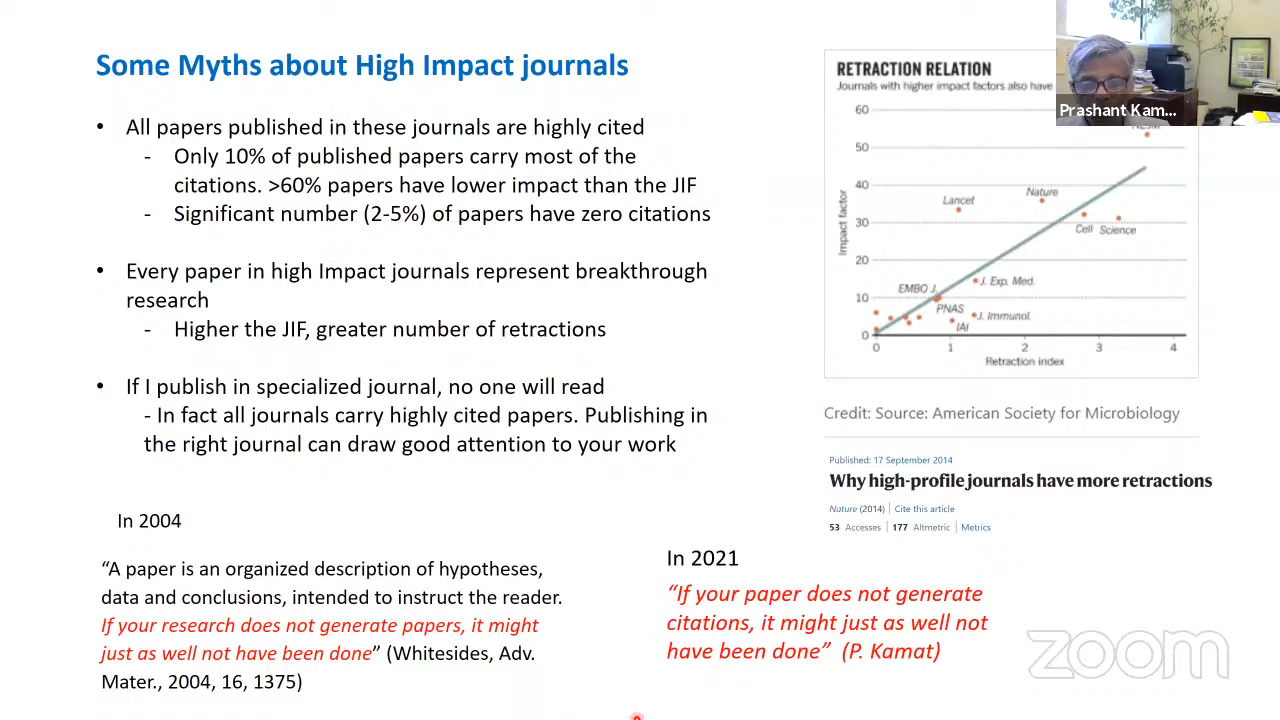 Some Myths about High Impact journals
• All papers published in these journals are highly cited
- Only 10% of published papers carry most of the
citations. >60% papers have lower impact than the JIF
- Significant number (2-5%) of papers have zero citations
• Every paper in high Impact journals represent breakthrough
research
- Higher the JIF, greater number of retractions
• If I publish in specialized journal, no one will read
- In fact all journals carry highly cited papers. Publishing in
the right journal can draw good attention to your work
In 2004
“A paper is an organized description of hypotheses,
data and conclusions, intended to instruct the reader.
If your research does not generate papers, it might
just as well not have been done” (Whitesides, Adv.
Mater., 2004, 16, 1375)
RETRACTION RELATION
Journals with higher impact factors also have
60
50
40
30
20
10
0
Impact factor
Nature
Lancet
Cell Science
J. Exp. Med.
EMBO J.
PNAS
J. Immunol.
IAI
0 1 2 3 4
Retraction index
Credit: Source: American Society for Microbiology
Published: 17 September 2014
Why high-profile journals have more retractions
Nature (2014) | Cite this article
53 Accesses | 177 Altmetric | Metrics
In 2021
“If your paper does not generate
citations, it might just as well not
have been done” (P. Kamat)
Prashant Kam...
zoom